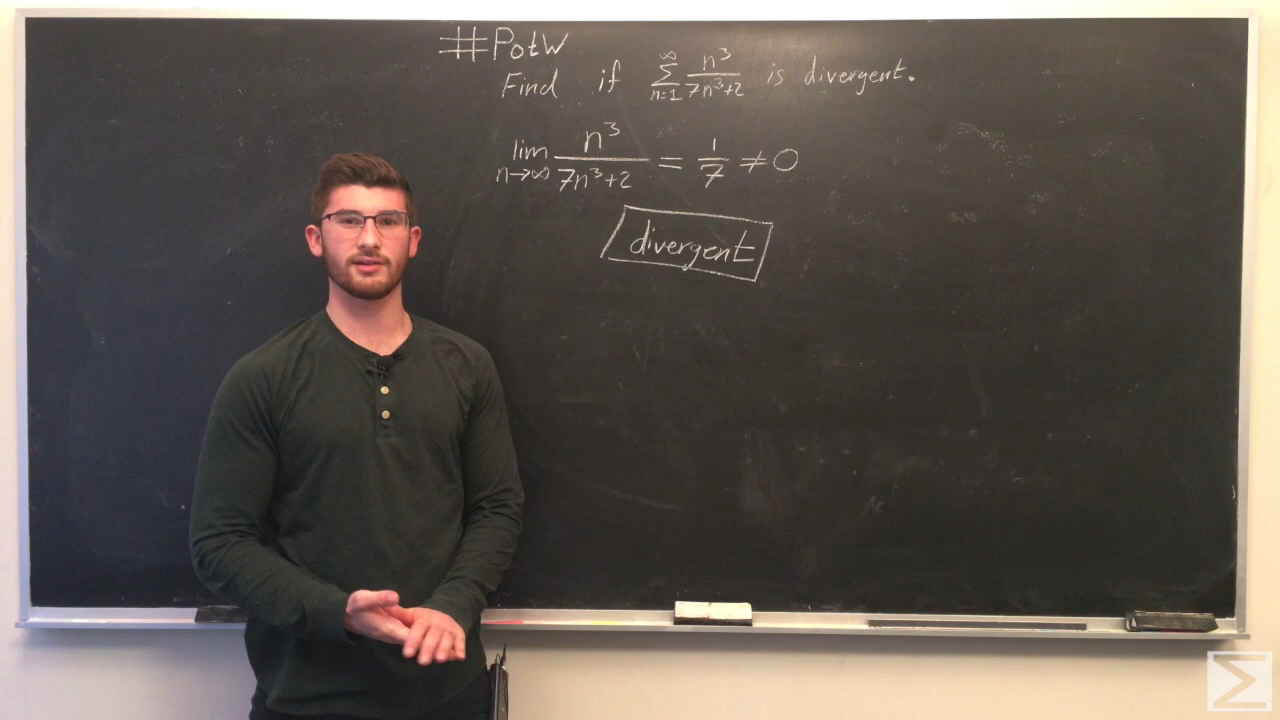 #PotW
Find if ∑_{n=1}^{∞} n³/(7n³+2) is divergent.
lim_{n→∞} n³/(7n³+2) = 1/7 ≠ 0
divergent
Σ